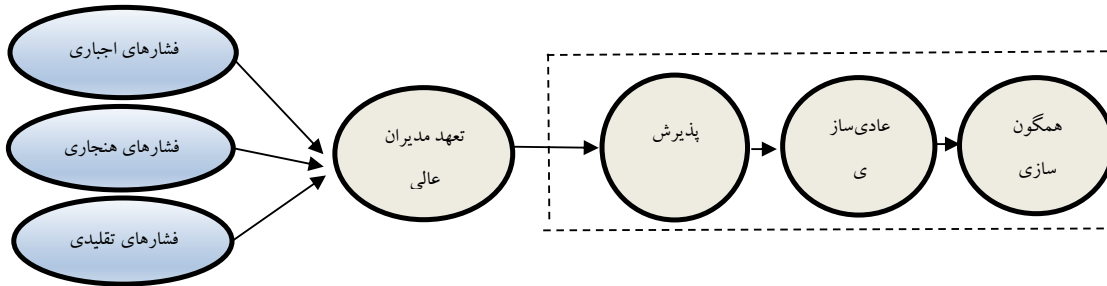 فشارهای اجباری
فشارهای هنجاری
فشارهای تقلیدی
تعهد مدیران
عالی
پذیرش
عادی‌ساز
ی
همگون
سازی